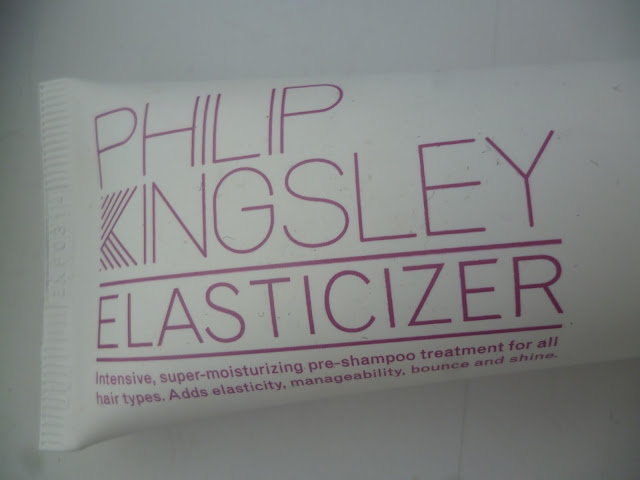 PHILIP
KINGSLEY
ELASTICIZER
Intensive, super-moisturizing pre-shampoo treatment for all
hair types. Adds elasticity, manageability, bounce and shine.